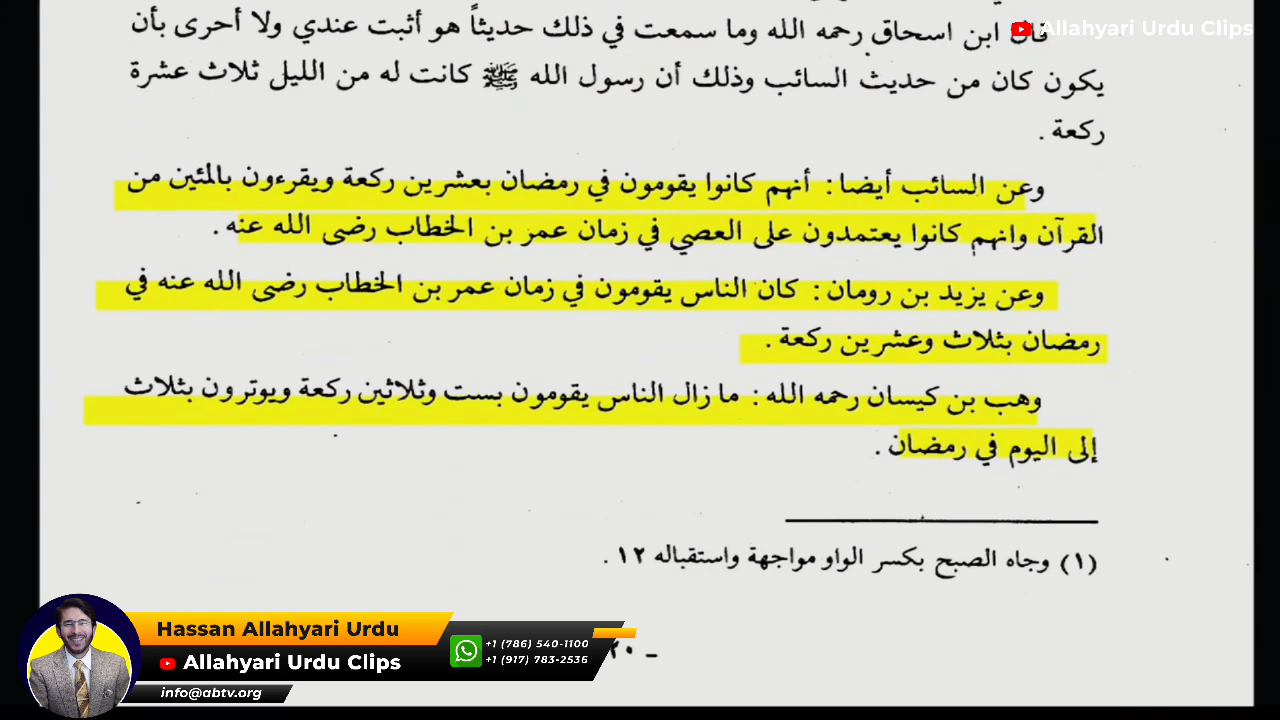 قال ابن اسحاق رحمه الله وما سمعت في ذلك حديثاً هو أثبت عندي ولا أحرى بأن
يكون كان من حديث السائب وذلك أن رسول الله ﷺ كانت له من الليل ثلاث عشرة
ركعة .
وعن السائب أيضا : أنهم كانوا يقومون في رمضان بعشرين ركعة ويقرءون بالمئين من
القرآن وانهم كانوا يعتمدون على العصي في زمان عمر بن الخطاب رضى الله عنه .
وعن يزيد بن رومان : كان الناس يقومون في زمان عمر بن الخطاب رضى الله عنه في
رمضان بثلاث وعشرين ركعة .
وهب بن كيسان رحمه الله : ما زال الناس يقومون بست وثلاثين ركعة ويوترون بثلاث
إلى اليوم في رمضان .
(١) وجاه الصبح بكسر الواو مواجهة واستقباله ١٢ .
Allahyari Urdu Clips
Hassan Allahyari Urdu
Allahyari Urdu Clips
info@abtv.org
+1 (786) 540-1100
+1 (917) 783-2536